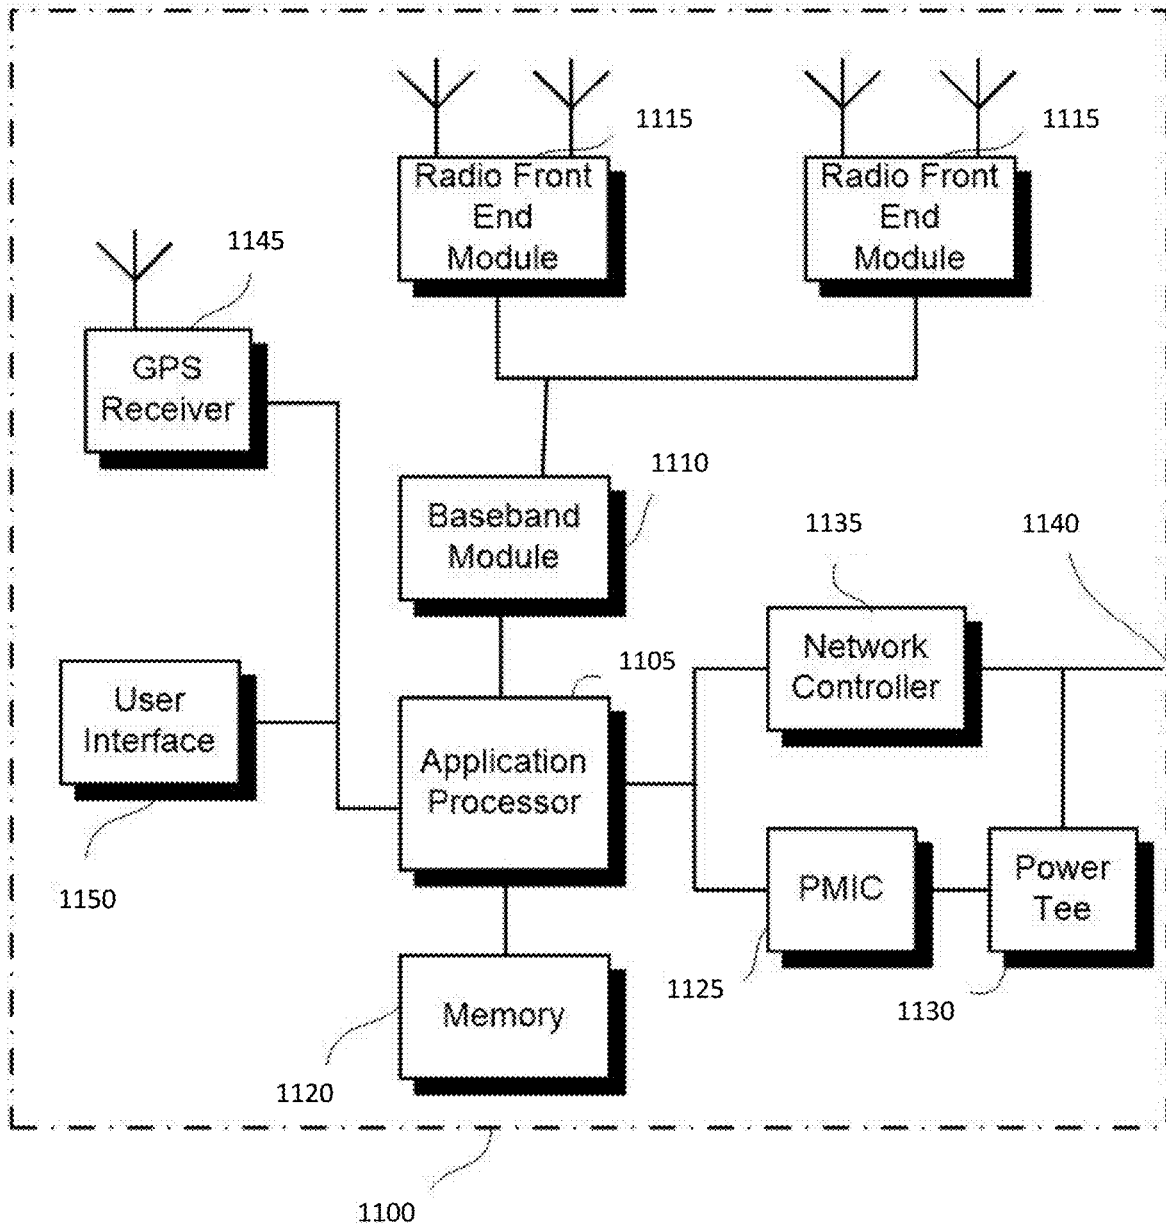 1115
1115
Radio Front
End
Module
Radio Front
End
Module
1145
GPS
Receiver
1110
Baseband
Module
1135
1140
Network
Controller
1105
User
Interface
Application
Processor
1150
PMIC
Power
Tee
1125
1130
Memory
1120
1100